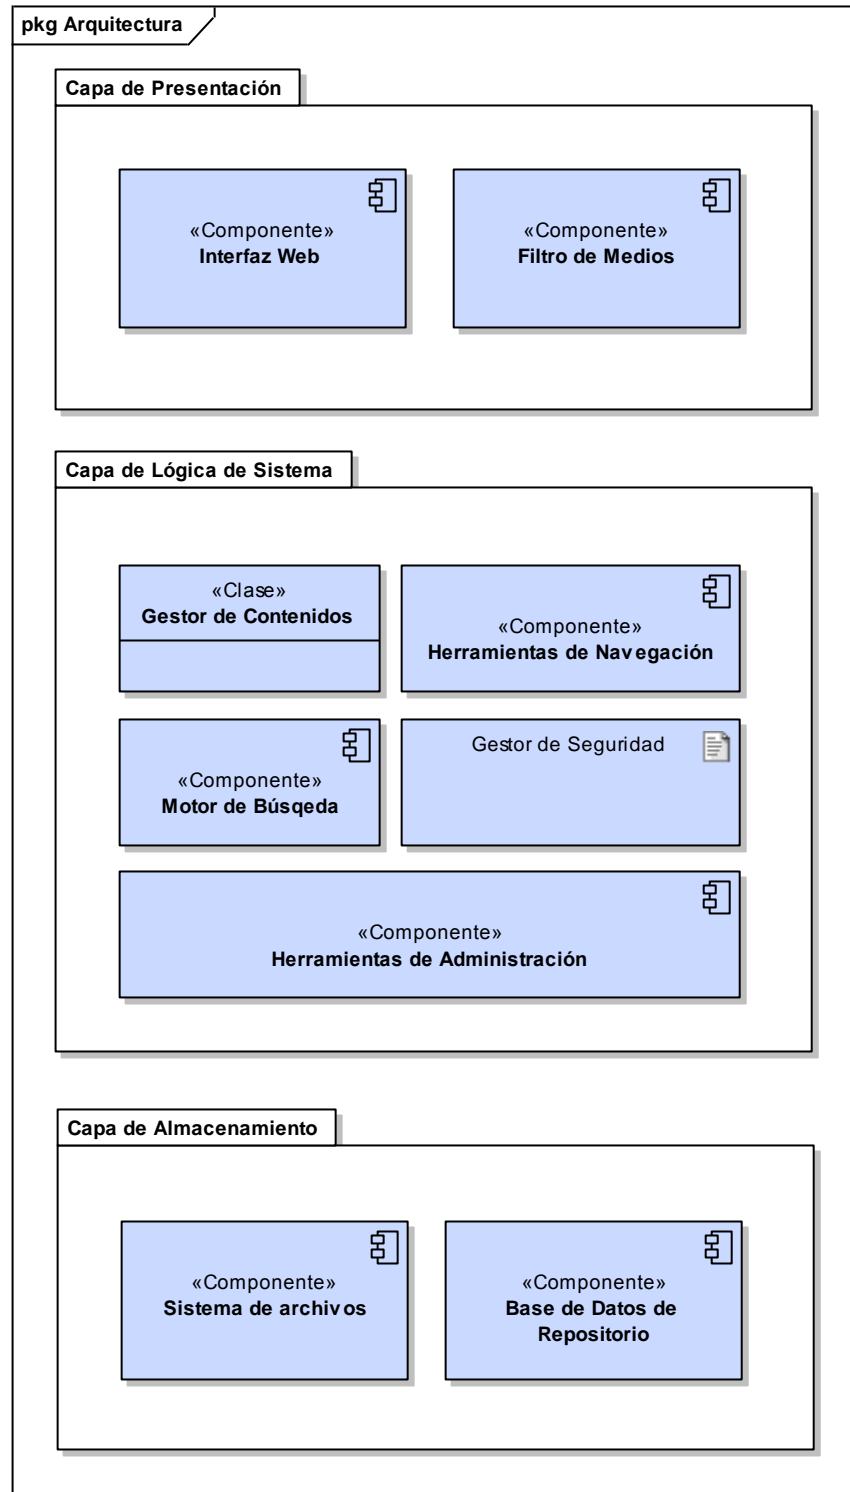 pkg Arquitectura
Capa de Presentación
«Componente»
Interfaz Web
«Componente»
Filtro de Medios
Capa de Lógica de Sistema
«Clase»
Gestor de Contenidos
«Componente»
Herramientas de Navegación
«Componente»
Motor de Búsqeda
Gestor de Seguridad
«Componente»
Herramientas de Administración
Capa de Almacenamiento
«Componente»
Sistema de archivos
«Componente»
Base de Datos de
Repositorio